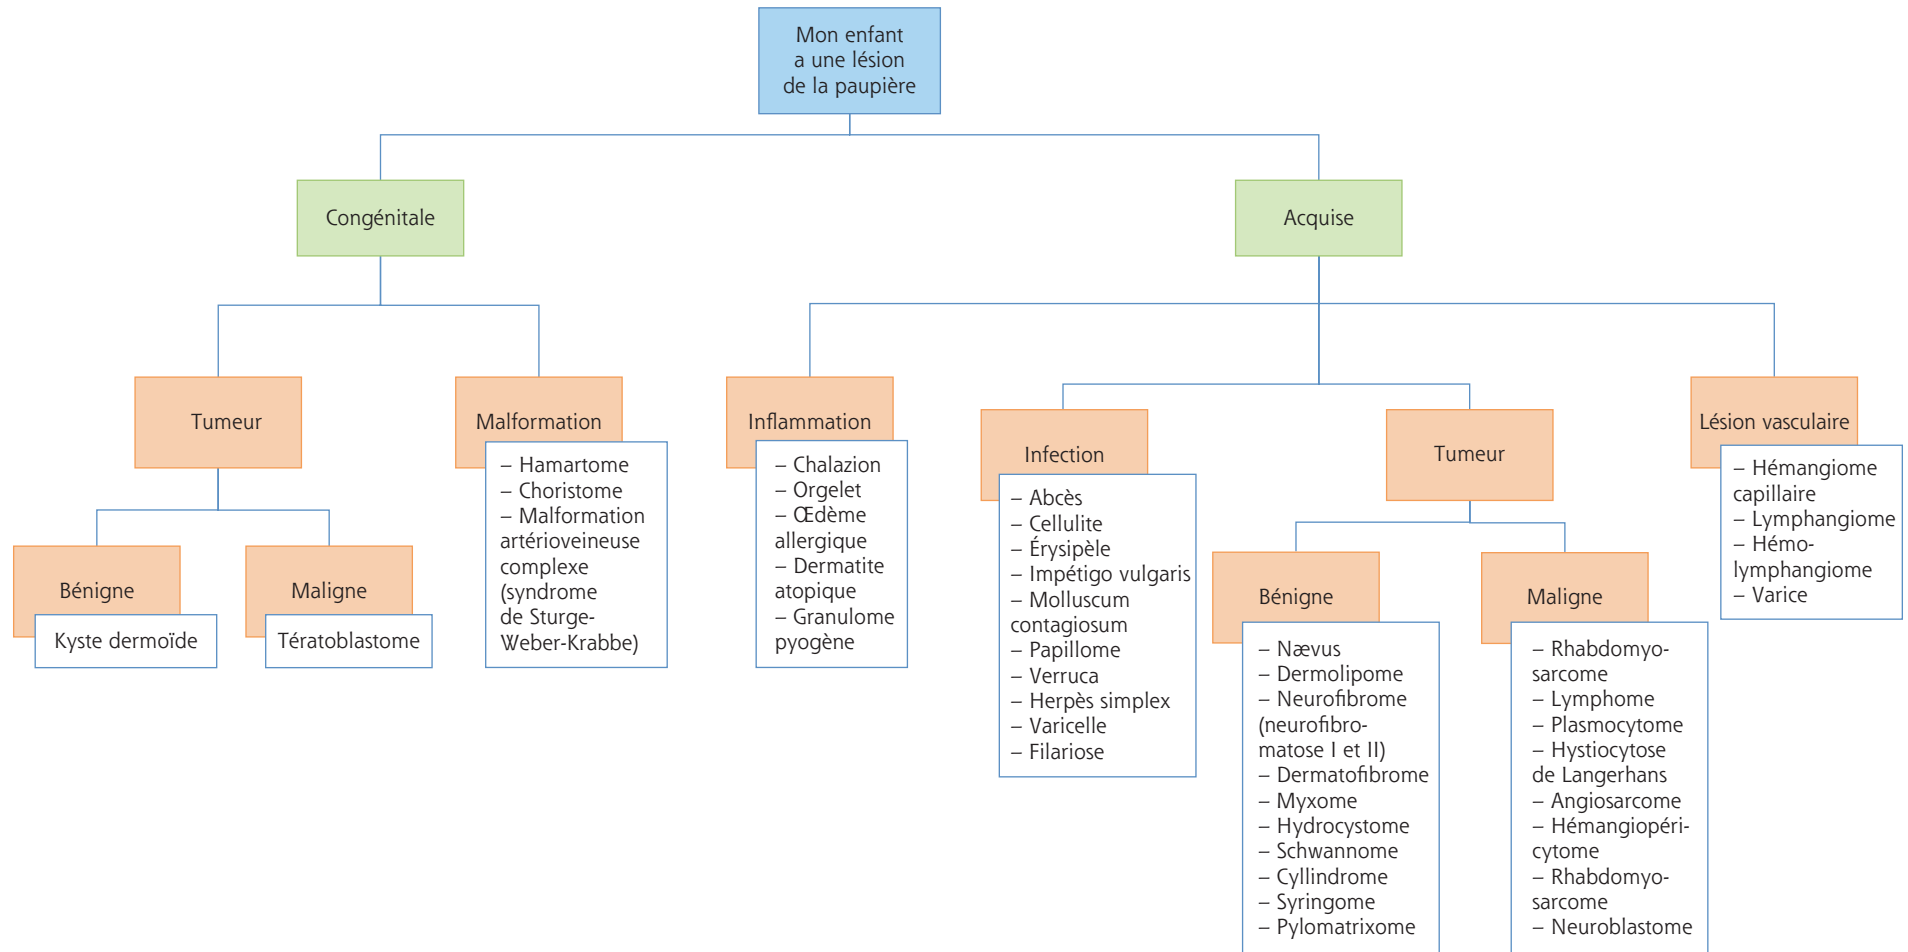 Mon enfant
a une lésion
de la paupière
Congénitale
Acquise
Tumeur
Malformation
– Hamartome
– Choristome
– Malformation
artérioveineuse
complexe
(syndrome
de Sturge-
Weber-Krabbe)
Bénigne
Kyste dermoïde
Maligne
Tératoblastome
Inflammation
– Chalazion
– Orgelet
– Œdème
allergique
– Dermatite
atopique
– Granulome
pyogène
Infection
– Abcès
– Cellulite
– Érysipèle
– Impétigo vulgaris
– Molluscum
contagiosum
– Papillome
– Verruca
– Herpès simplex
– Varicelle
– Filariose
Tumeur
Bénigne
– Nævus
– Dermolipome
– Neurofibrome
(neurofibro-
matose I et II)
– Dermatofibrome
– Myxome
– Hydrocystome
– Schwannome
– Cyllindrome
– Syringome
– Pylomatrixome
Maligne
– Rhabdomyo-
sarcome
– Lymphome
– Plasmocytome
– Hystiocytose
de Langerhans
– Angiosarcome
– Hémangiopéri-
cytome
– Rhabdomyo-
sarcome
– Neuroblastome
Lésion vasculaire
– Hémangiome
capillaire
– Lymphangiome
– Hémo-
lymphangiome
– Varice